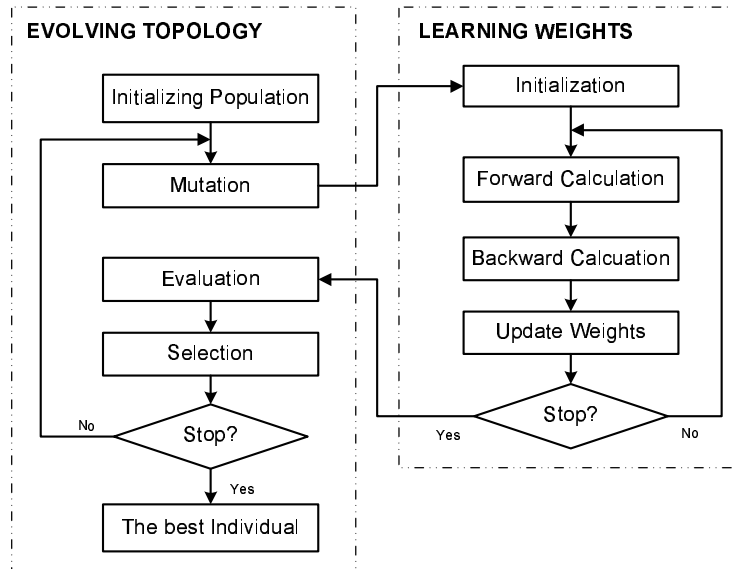 EVOLVING TOPOLOGY
Initializing Population
Mutation
Evaluation
Selection
Stop?
No
Yes
The best Individual
LEARNING WEIGHTS
Initialization
Forward Calculation
Backward Calcuation
Update Weights
Stop?
Yes
No